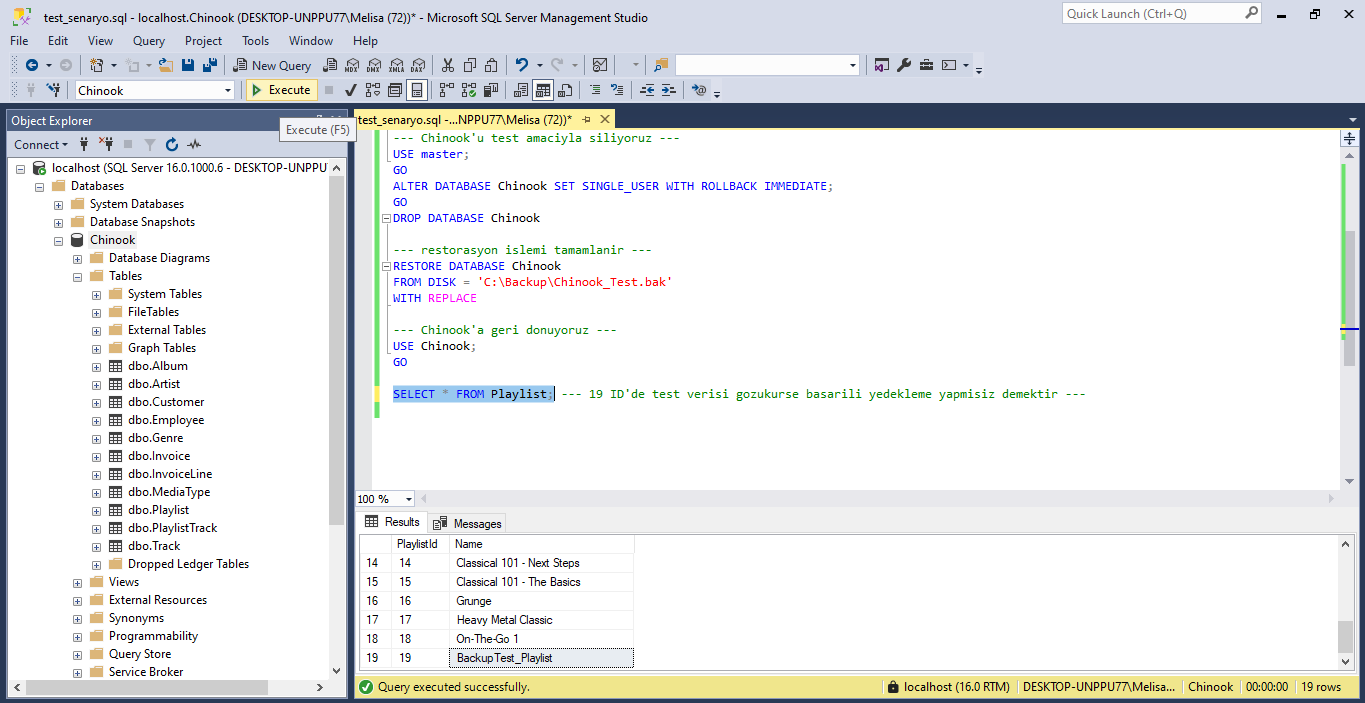 test_senaryo.sql - localhost.Chinook (DESKTOP-UNPPU77\Melisa (72))* - Microsoft SQL Server Management Studio
Quick Launch (Ctrl+Q)
File Edit View Query Project Tools Window Help
New Query
MDX DMX XMLA DAX
Chinook
Execute
Object Explorer
Execute (F5)
test_senaryo.sql -...NPPU77\Melisa (72))*
Connect
localhost (SQL Server 16.0.1000.6 - DESKTOP-UNPPU
Databases
System Databases
Database Snapshots
Chinook
Database Diagrams
Tables
System Tables
FileTables
External Tables
Graph Tables
dbo.Album
dbo.Artist
dbo.Customer
dbo.Employee
dbo.Genre
dbo.Invoice
dbo.InvoiceLine
dbo.MediaType
dbo.Playlist
dbo.PlaylistTrack
dbo.Track
Dropped Ledger Tables
Views
External Resources
Synonyms
Programmability
Query Store
Service Broker
--- Chinook'u test amaciyla siliyoruz ---
USE master;
GO
ALTER DATABASE Chinook SET SINGLE_USER WITH ROLLBACK IMMEDIATE;
GO
DROP DATABASE Chinook
--- restorasyon islemi tamamlanir ---
RESTORE DATABASE Chinook
FROM DISK = 'C:\Backup\Chinook_Test.bak'
WITH REPLACE
--- Chinook'a geri donuyoruz ---
USE Chinook;
GO
SELECT * FROM Playlist; --- 19 ID'de test verisi gozukurse basarili yedekleme yapmisiz demektir ---
100 %
Results Messages
PlaylistId Name
14 14 Classical 101 - Next Steps
15 15 Classical 101 - The Basics
16 16 Grunge
17 17 Heavy Metal Classic
18 18 On-The-Go 1
19 19 BackupTest_Playlist
Query executed successfully.
localhost (16.0 RTM) DESKTOP-UNPPU77\Melisa... Chinook 00:00:00 19 rows